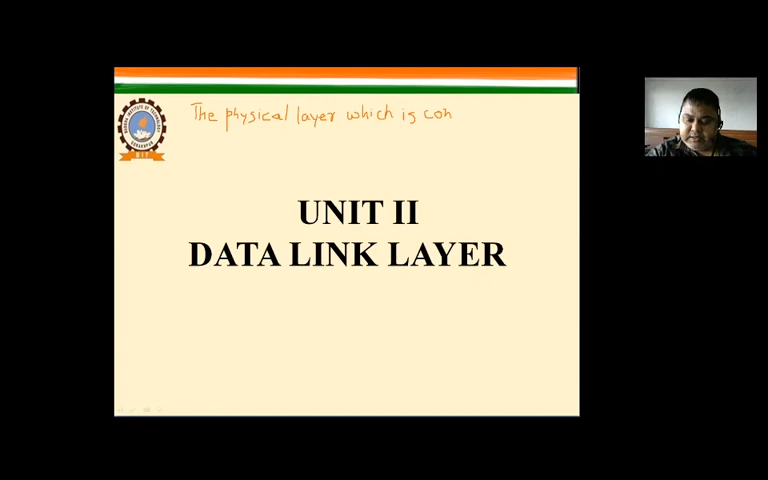 The physical layer which is con
UNIT II
DATA LINK LAYER